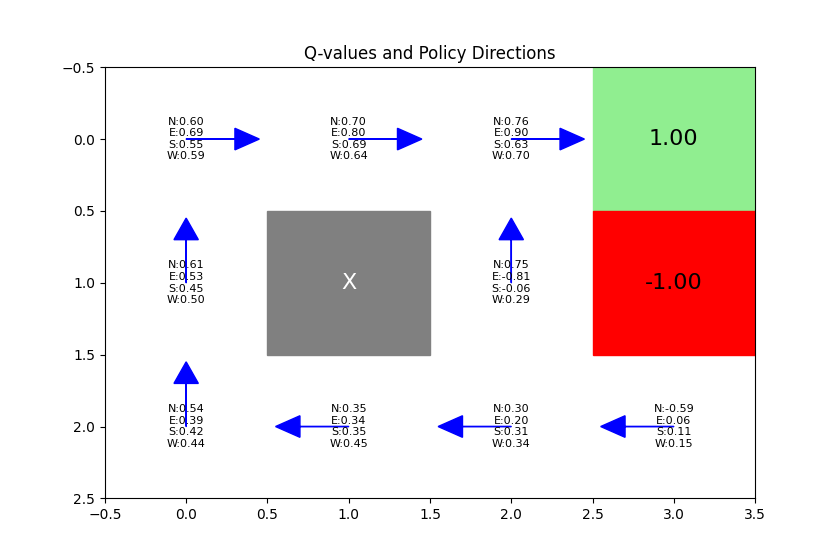 Q-values and Policy Directions
−0.5
0.0
0.5
1.0
1.5
2.0
2.5
N:0.60
E:0.69
S:0.55
W:0.59
N:0.70
E:0.80
S:0.69
W:0.64
N:0.76
E:0.90
S:0.63
W:0.70
1.00
N:0.61
E:0.53
S:0.45
W:0.50
X
N:0.75
E:-0.81
S:-0.06
W:0.29
-1.00
N:0.54
E:0.39
S:0.42
W:0.44
N:0.35
E:0.34
S:0.35
W:0.45
N:0.30
E:0.20
S:0.31
W:0.34
N:-0.59
E:0.06
S:0.11
W:0.15
−0.5
0.0
0.5
1.0
1.5
2.0
2.5
3.0
3.5